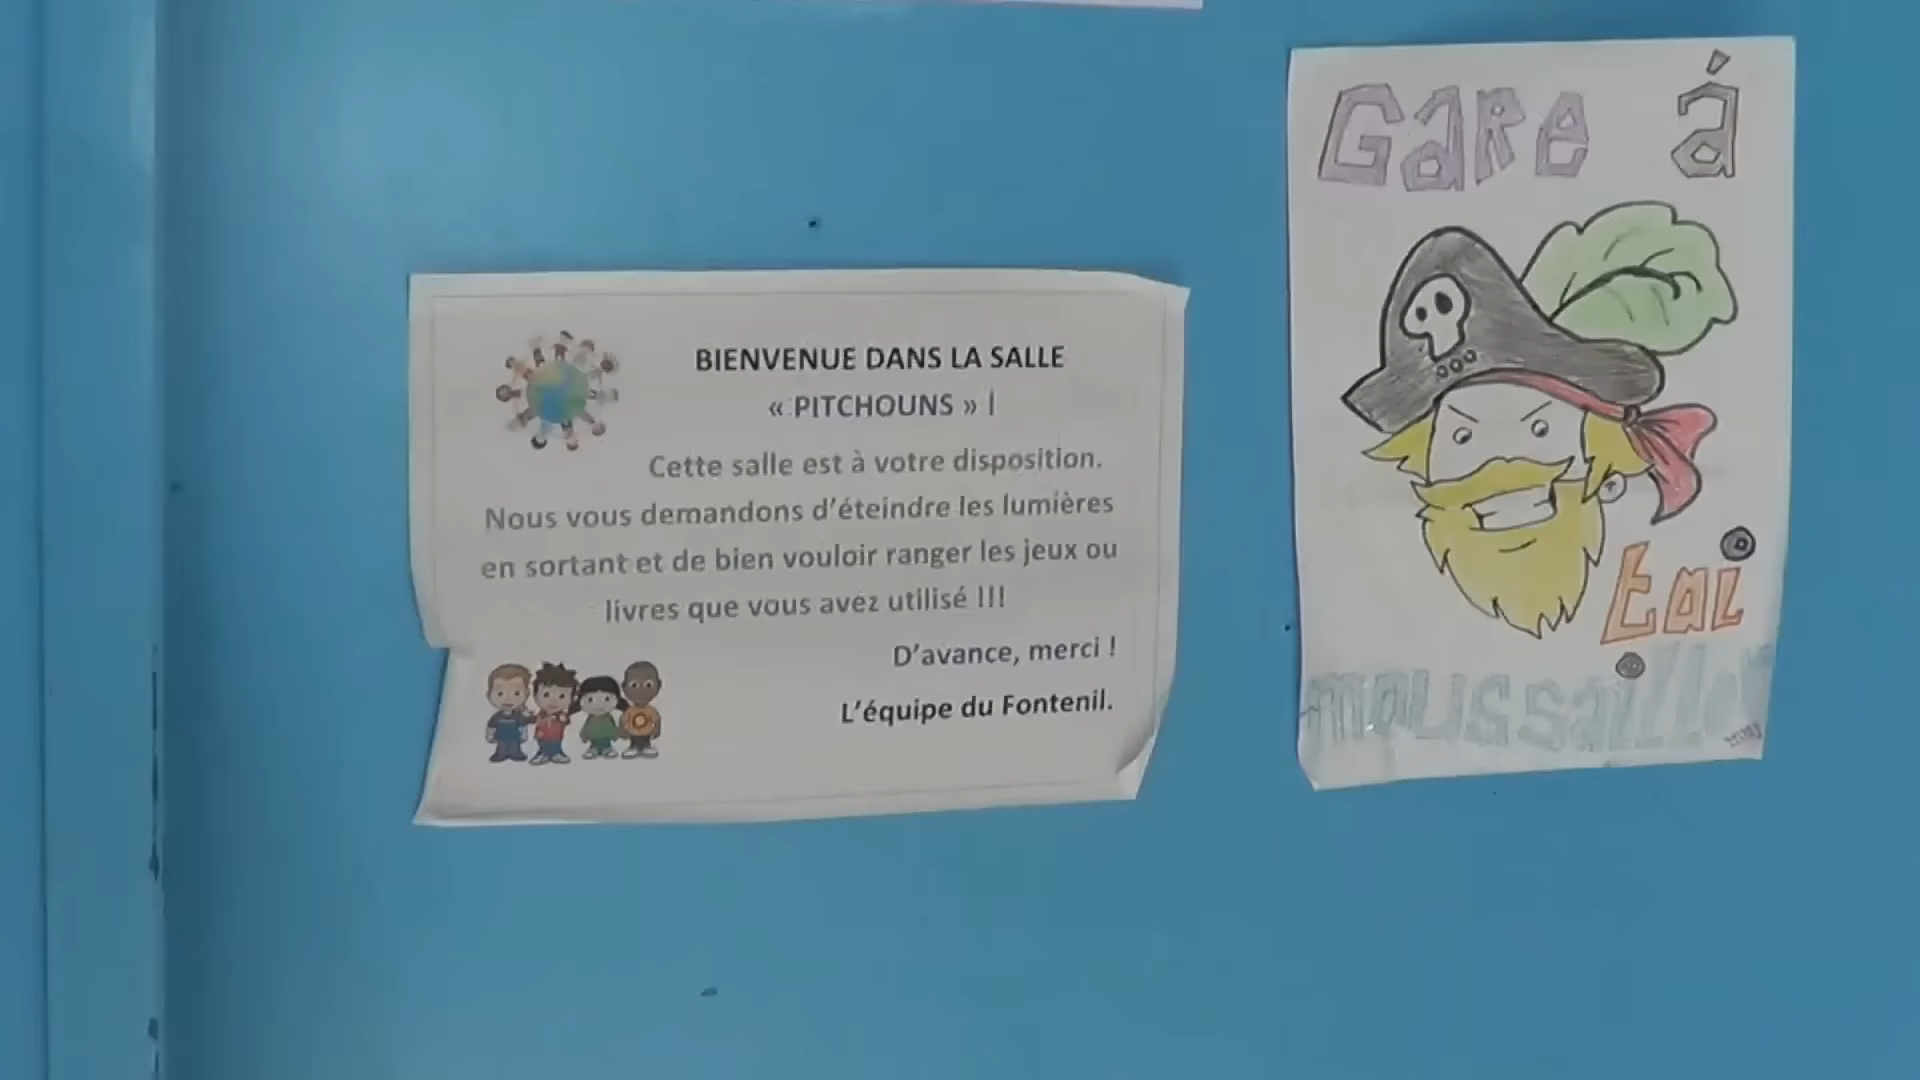 BIENVENUE DANS LA SALLE
« PITCHOUNS » !
Cette salle est à votre disposition.
Nous vous demandons d'éteindre les lumières
en sortant et de bien vouloir ranger les jeux ou
livres que vous avez utilisé !!!
D'avance, merci !
L'équipe du Fontenil.
Gare á
toi
moussaillon